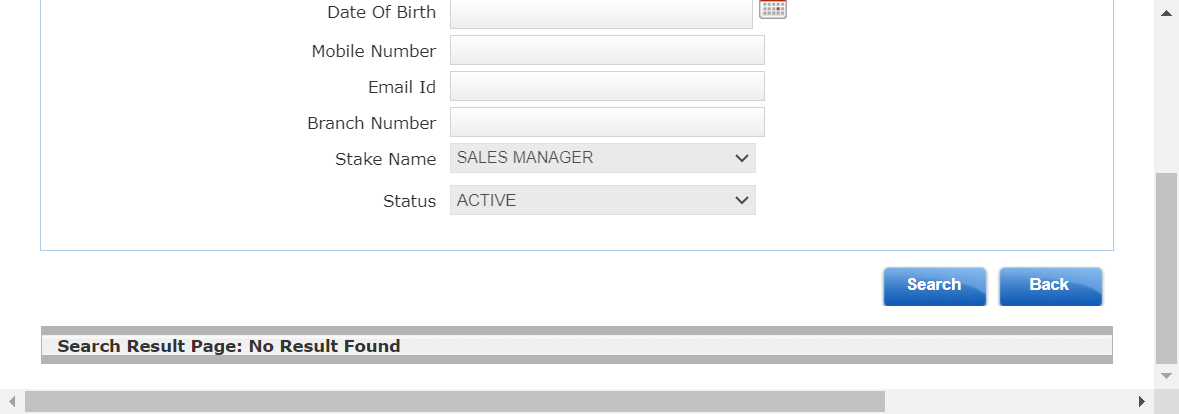 Date Of Birth
Mobile Number
Email Id
Branch Number
Stake Name SALES MANAGER
Status ACTIVE
Search Back
Search Result Page: No Result Found